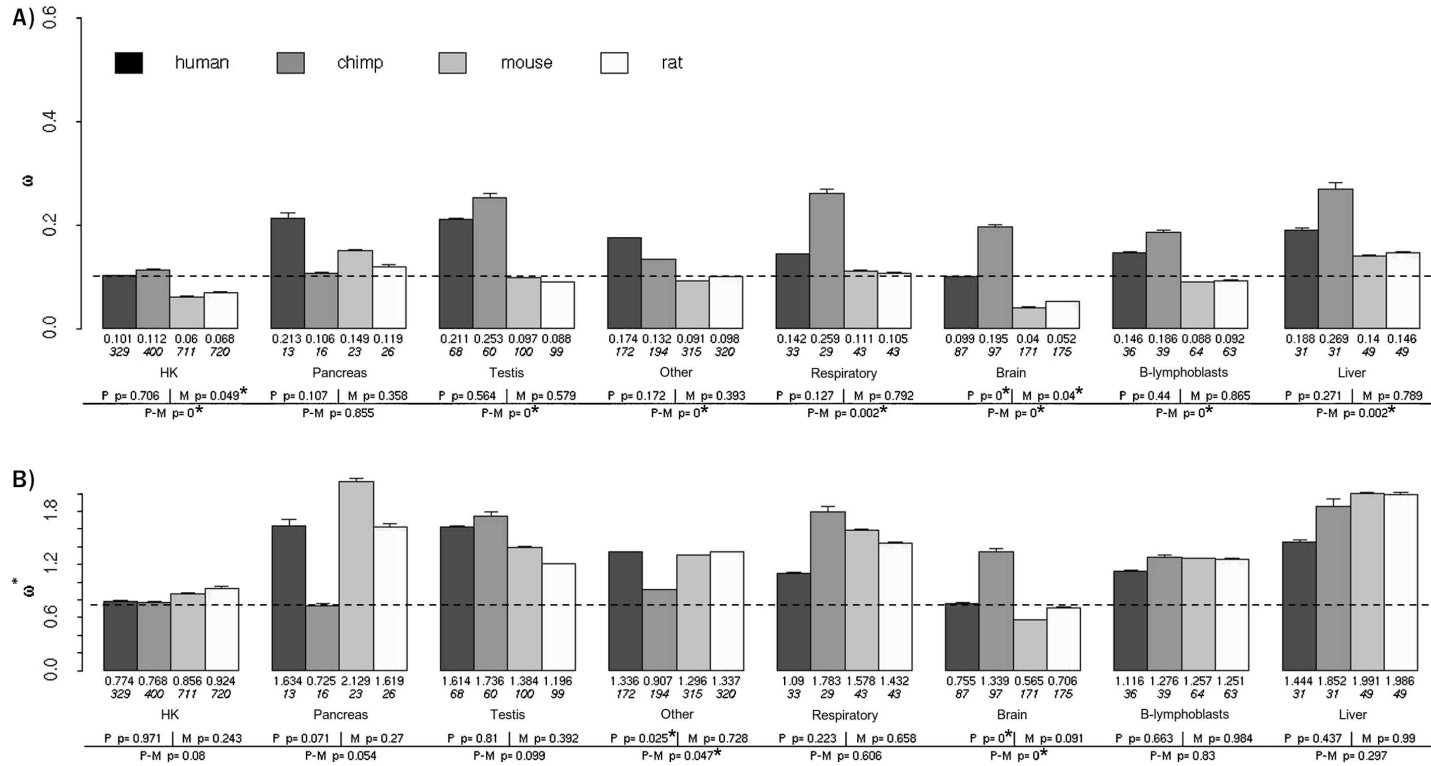 A)
0.6
0.4
0.2
0.0
ω
human chimp mouse rat
0.101 0.112 0.06 0.068 0.213 0.106 0.149 0.119 0.211 0.253 0.097 0.088 0.174 0.132 0.091 0.098 0.142 0.259 0.111 0.105 0.099 0.195 0.04 0.052 0.146 0.186 0.088 0.092 0.188 0.269 0.14 0.146
329 400 711 720 13 16 23 26 68 60 100 99 172 194 315 320 33 29 43 43 87 97 171 175 36 39 64 63 31 31 49 49
HK Pancreas Testis Other Respiratory Brain B-lymphoblasts Liver
P p= 0.706 M p= 0.049* P p= 0.107 M p= 0.358 P p= 0.564 M p= 0.579 P p= 0.172 M p= 0.393 P p= 0.127 M p= 0.792 P p=0* M p= 0.04* P p= 0.44 M p= 0.865 P p= 0.271 M p= 0.789
P-M p= 0* P-M p= 0.855 P-M p= 0* P-M p= 0* P-M p= 0.002* P-M p= 0* P-M p= 0* P-M p= 0.002*
B)
1.8
1.2
0.6
0.0
ω*
0.774 0.768 0.856 0.924 1.634 0.725 2.129 1.619 1.614 1.736 1.384 1.196 1.336 0.907 1.296 1.337 1.09 1.783 1.578 1.432 0.755 1.339 0.565 0.706 1.116 1.276 1.257 1.251 1.444 1.852 1.991 1.986
329 400 711 720 13 16 23 26 68 60 100 99 172 194 315 320 33 29 43 43 87 97 171 175 36 39 64 63 31 31 49 49
HK Pancreas Testis Other Respiratory Brain B-lymphoblasts Liver
P p= 0.971 M p= 0.243 P p= 0.071 M p= 0.27 P p= 0.81 M p= 0.392 P p= 0.025* M p= 0.728 P p= 0.223 M p= 0.658 P p=0* M p= 0.091 P p= 0.663 M p= 0.984 P p= 0.437 M p= 0.99
P-M p= 0.08 P-M p= 0.054 P-M p= 0.099 P-M p= 0.047* P-M p= 0.606 P-M p= 0* P-M p= 0.83 P-M p= 0.297